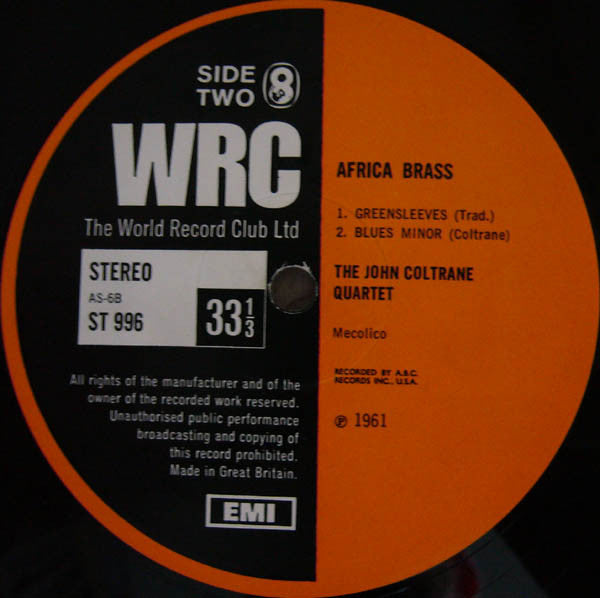 SIDE
TWO
WRC
The World Record Club Ltd
STEREO
AS-6B
ST 996
33 1/3
All rights of the manufacturer and of the
owner of the recorded work reserved.
Unauthorised public performance
broadcasting and copying of
this record prohibited.
Made in Great Britain.
EMI
AFRICA BRASS
1. GREENSLEEVES (Trad.)
2. BLUES MINOR (Coltrane)
THE JOHN COLTRANE
QUARTET
Mecolico
RECORDED BY A.B.C.
RECORDS INC., U.S.A.
℗ 1961